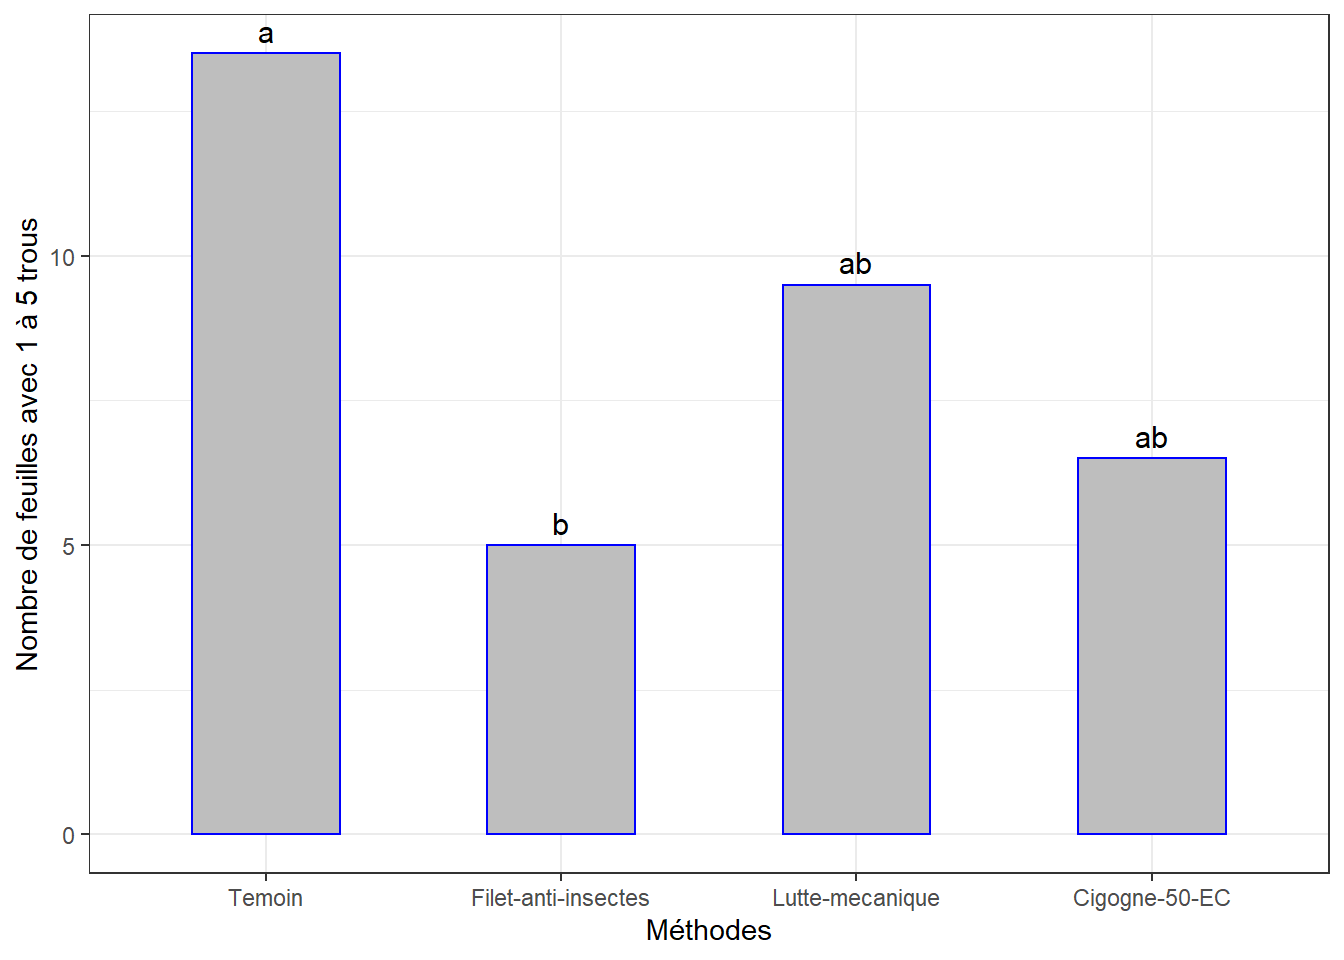 Nombre de feuilles avec 1 à 5 trous
10
5
0
a
b
ab
ab
Temoin
Filet-anti-insectes
Lutte-mecanique
Cigogne-50-EC
Méthodes